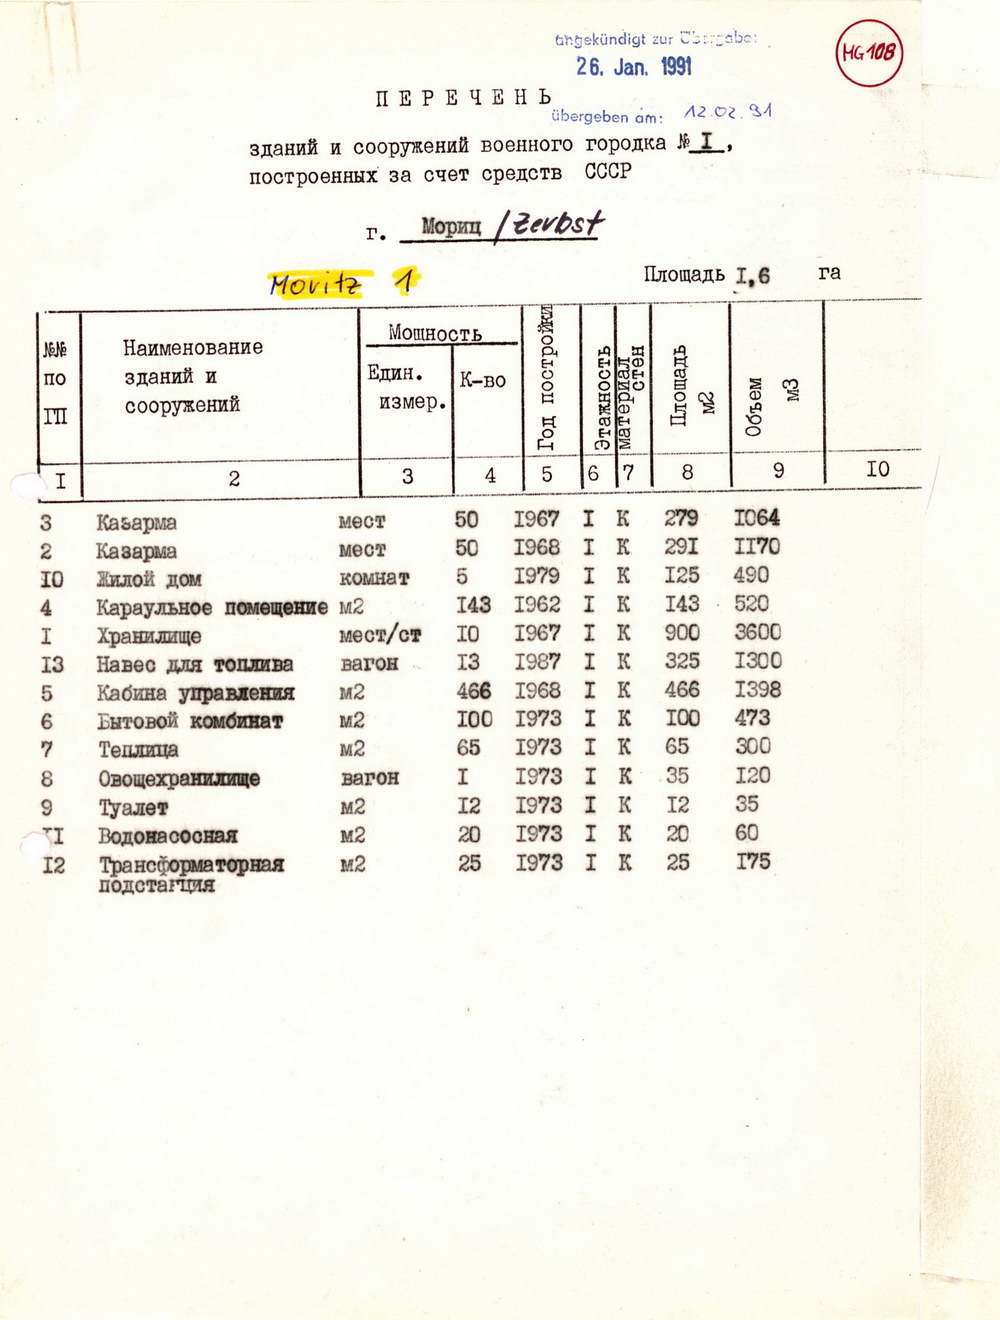 angekündigt zur Übergabe:
26. Jan. 1991
MG 108
ПЕРЕЧЕНЬ
übergeben am: 12.02.91
зданий и сооружений военного городка № I,
построенных за счет средств СССР
г. Мориц /Zerbst
Moritz 1
Площадь I,6 га
№№ по ГП
Наименование зданий и сооружений
Мощность
Един. измер.
К-во
Год постройки
Этажность
материал стен
Площадь м2
Объем м3
I 2 3 4 5 6 7 8 9 IO
3 Казарма мест 50 I967 I К 279 I064
2 Казарма мест 50 I968 I К 29I II70
IO Жилой дом комнат 5 I979 I К I25 490
4 Караульное помещение м2 I43 I962 I К I43 520
I Хранилище мест/ст IO I967 I К 900 3600
I3 Навес для топлива вагон I3 I987 I К 325 I300
5 Кабина управления м2 466 I968 I К 466 I398
6 Бытовой комбинат м2 IOO I973 I К IOO 473
7 Теплица м2 65 I973 I К 65 300
8 Овощехранилище вагон I I973 I К 35 I20
9 Туалет м2 I2 I973 I К I2 35
II Водонасосная м2 20 I973 I К 20 60
I2 Трансформаторная м2 25 I973 I К 25 I75
подстанция